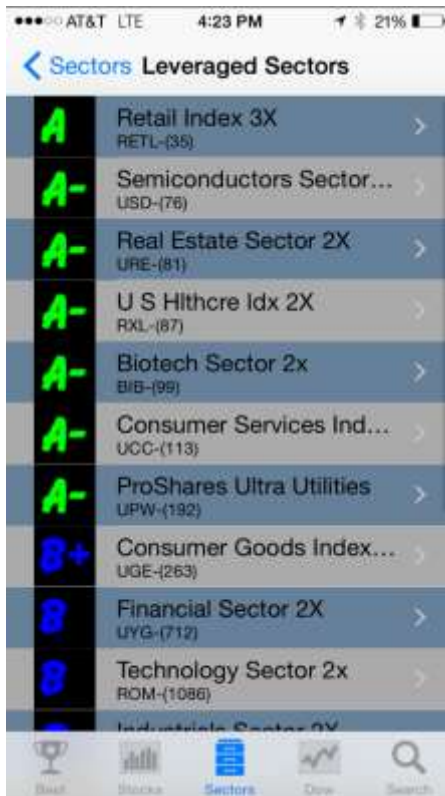 AT&T LTE 4:23 PM 21%
Sectors Leveraged Sectors
A Retail Index 3X
RETL-(35)
A- Semiconductors Sector...
USD-(76)
A- Real Estate Sector 2X
URE-(81)
A- U S Hlthcre Idx 2X
RXL-(87)
A- Biotech Sector 2x
BIB-(99)
A- Consumer Services Ind...
UCC-(113)
A- ProShares Ultra Utilities
UPW-(192)
B+ Consumer Goods Index...
UGE-(263)
B Financial Sector 2X
UYG-(712)
B Technology Sector 2x
ROM-(1086)
Industrials Sector 2X
Best Stocks Sectors Dow Search